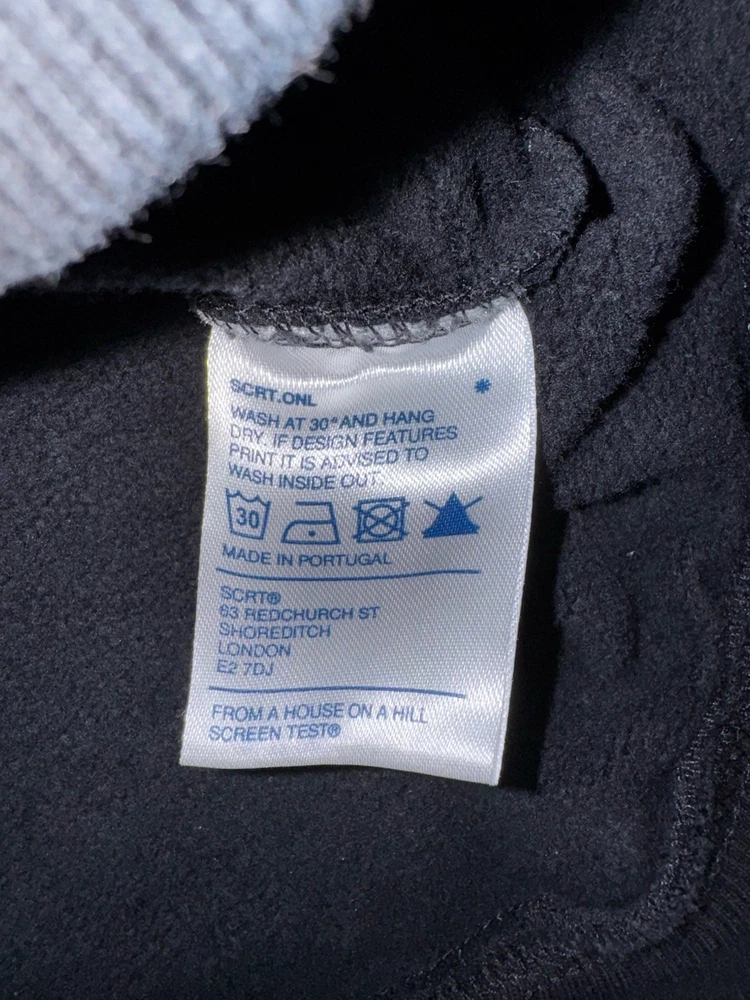 SCRT.ONL *
WASH AT 30° AND HANG
DRY. IF DESIGN FEATURES
PRINT IT IS ADVISED TO
WASH INSIDE OUT.
30
MADE IN PORTUGAL
SCRT®
63 REDCHURCH ST
SHOREDITCH
LONDON
E2 7DJ
FROM A HOUSE ON A HILL
SCREEN TEST®